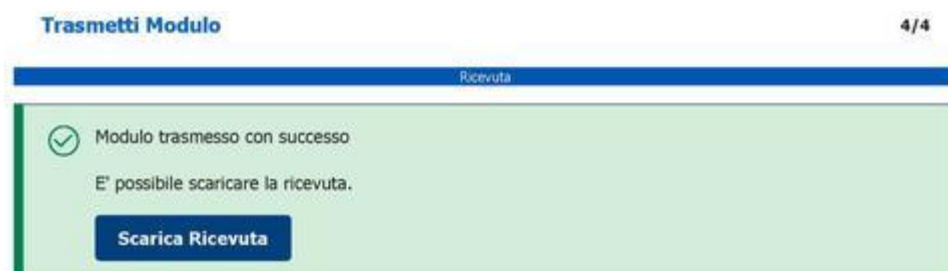 Trasmetti Modulo 4/4
Ricevuta
Modulo trasmesso con successo
E' possibile scaricare la ricevuta.
Scarica Ricevuta